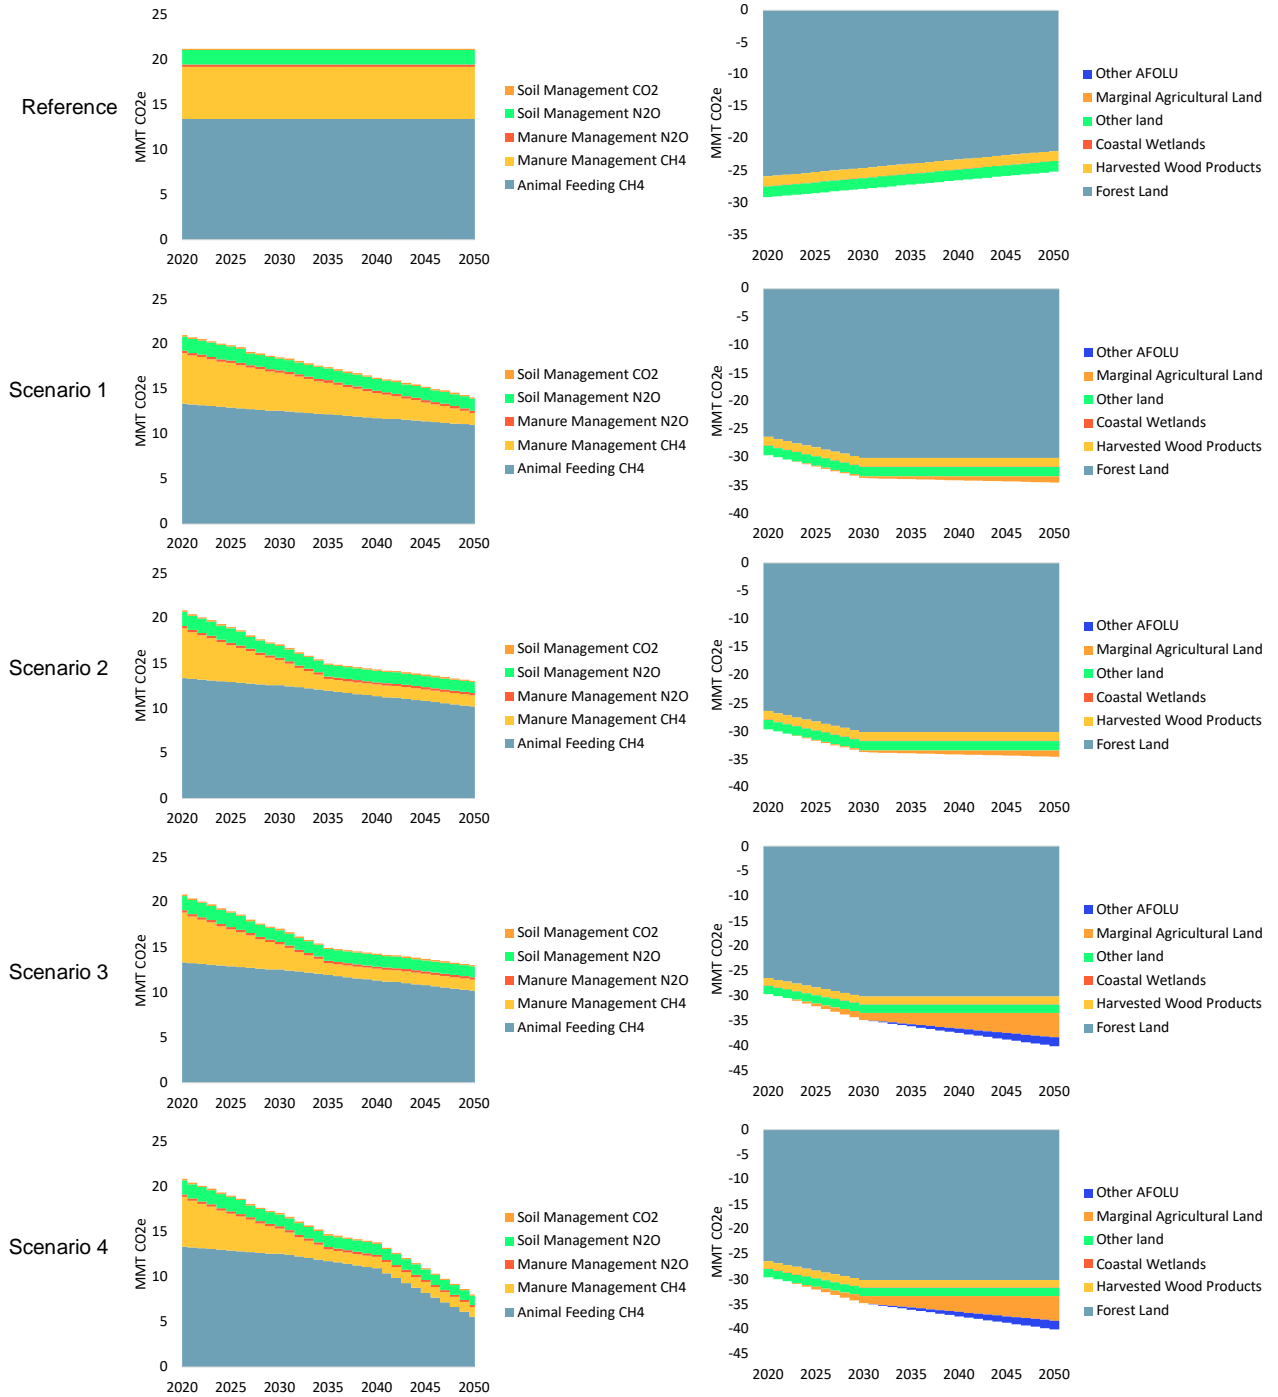 Reference
MMT CO2e
25
20
15
10
5
0
2020 2025 2030 2035 2040 2045 2050
Soil Management CO2
Soil Management N2O
Manure Management N2O
Manure Management CH4
Animal Feeding CH4
MMT CO2e
0
-5
-10
-15
-20
-25
-30
-35
2020 2025 2030 2035 2040 2045 2050
Other AFOLU
Marginal Agricultural Land
Other land
Coastal Wetlands
Harvested Wood Products
Forest Land
Scenario 1
MMT CO2e
25
20
15
10
5
0
2020 2025 2030 2035 2040 2045 2050
Soil Management CO2
Soil Management N2O
Manure Management N2O
Manure Management CH4
Animal Feeding CH4
MMT CO2e
0
-5
-10
-15
-20
-25
-30
-35
-40
2020 2025 2030 2035 2040 2045 2050
Other AFOLU
Marginal Agricultural Land
Other land
Coastal Wetlands
Harvested Wood Products
Forest Land
Scenario 2
MMT CO2e
25
20
15
10
5
0
2020 2025 2030 2035 2040 2045 2050
Soil Management CO2
Soil Management N2O
Manure Management N2O
Manure Management CH4
Animal Feeding CH4
MMT CO2e
0
-5
-10
-15
-20
-25
-30
-35
-40
2020 2025 2030 2035 2040 2045 2050
Other AFOLU
Marginal Agricultural Land
Other land
Coastal Wetlands
Harvested Wood Products
Forest Land
Scenario 3
MMT CO2e
25
20
15
10
5
0
2020 2025 2030 2035 2040 2045 2050
Soil Management CO2
Soil Management N2O
Manure Management N2O
Manure Management CH4
Animal Feeding CH4
MMT CO2e
0
-5
-10
-15
-20
-25
-30
-35
-40
-45
2020 2025 2030 2035 2040 2045 2050
Other AFOLU
Marginal Agricultural Land
Other land
Coastal Wetlands
Harvested Wood Products
Forest Land
Scenario 4
MMT CO2e
25
20
15
10
5
0
2020 2025 2030 2035 2040 2045 2050
Soil Management CO2
Soil Management N2O
Manure Management N2O
Manure Management CH4
Animal Feeding CH4
MMT CO2e
0
-5
-10
-15
-20
-25
-30
-35
-40
-45
2020 2025 2030 2035 2040 2045 2050
Other AFOLU
Marginal Agricultural Land
Other land
Coastal Wetlands
Harvested Wood Products
Forest Land